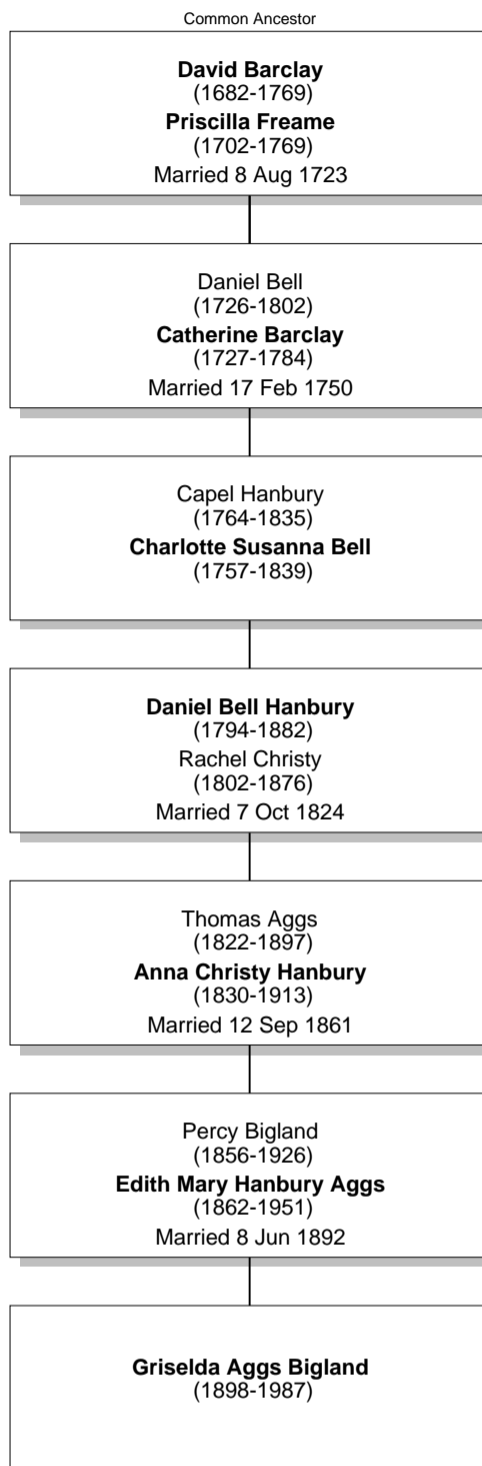 Common Ancestor
David Barclay
(1682-1769)
Priscilla Freame
(1702-1769)
Married 8 Aug 1723
Daniel Bell
(1726-1802)
Catherine Barclay
(1727-1784)
Married 17 Feb 1750
Capel Hanbury
(1764-1835)
Charlotte Susanna Bell
(1757-1839)
Daniel Bell Hanbury
(1794-1882)
Rachel Christy
(1802-1876)
Married 7 Oct 1824
Thomas Aggs
(1822-1897)
Anna Christy Hanbury
(1830-1913)
Married 12 Sep 1861
Percy Bigland
(1856-1926)
Edith Mary Hanbury Aggs
(1862-1951)
Married 8 Jun 1892
Griselda Aggs Bigland
(1898-1987)